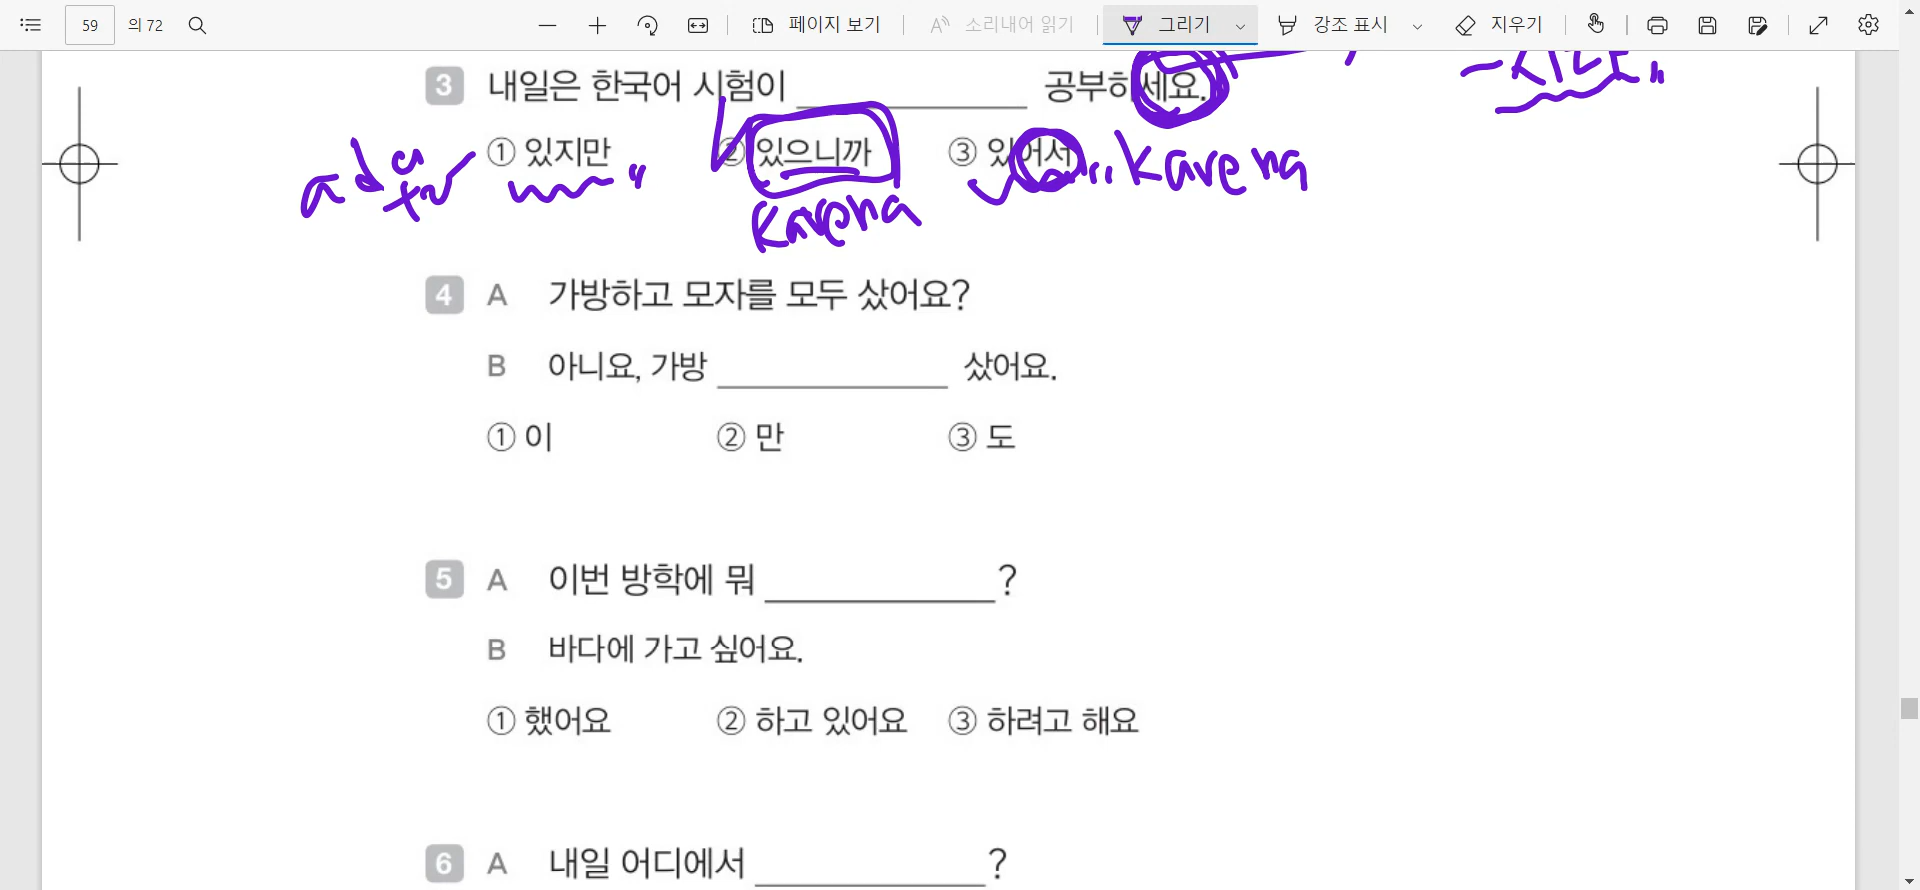 59 의 72 페이지 보기 소리내어 읽기 그리기 강조 표시 지우기
3 내일은 한국어 시험이 ____________ 공부하세요.
① 있지만 ② 있으니까 ③ 있어서 karena
karena
4 A 가방하고 모자를 모두 샀어요?
B 아니요, 가방 ____________ 샀어요.
① 이 ② 만 ③ 도
5 A 이번 방학에 뭐 ____________?
B 바다에 가고 싶어요.
① 했어요 ② 하고 있어요 ③ 하려고 해요
6 A 내일 어디에서 ____________?